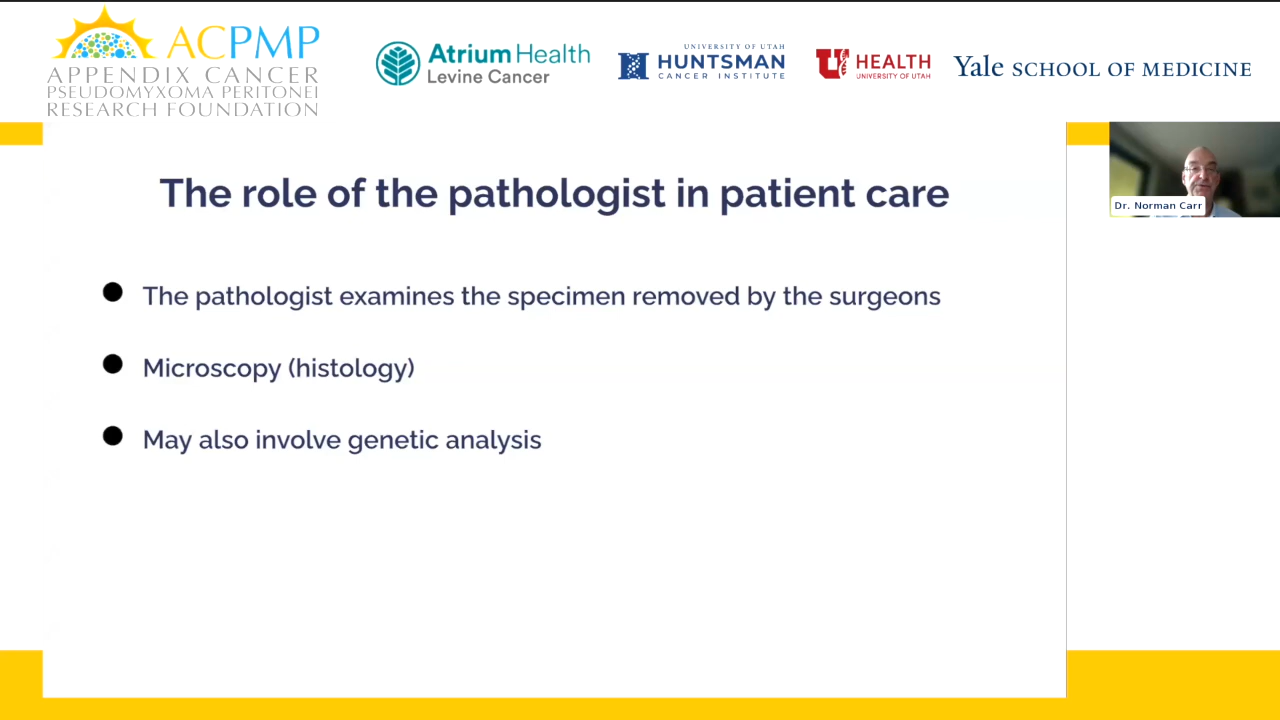 ACPMP
APPENDIX CANCER
PSEUDOMYXOMA PERITONEI
RESEARCH FOUNDATION
Atrium Health
Levine Cancer
UNIVERSITY OF UTAH
HUNTSMAN
CANCER INSTITUTE
U
HEALTH
UNIVERSITY OF UTAH
Yale SCHOOL OF MEDICINE
Dr. Norman Carr
The role of the pathologist in patient care
The pathologist examines the specimen removed by the surgeons
Microscopy (histology)
May also involve genetic analysis